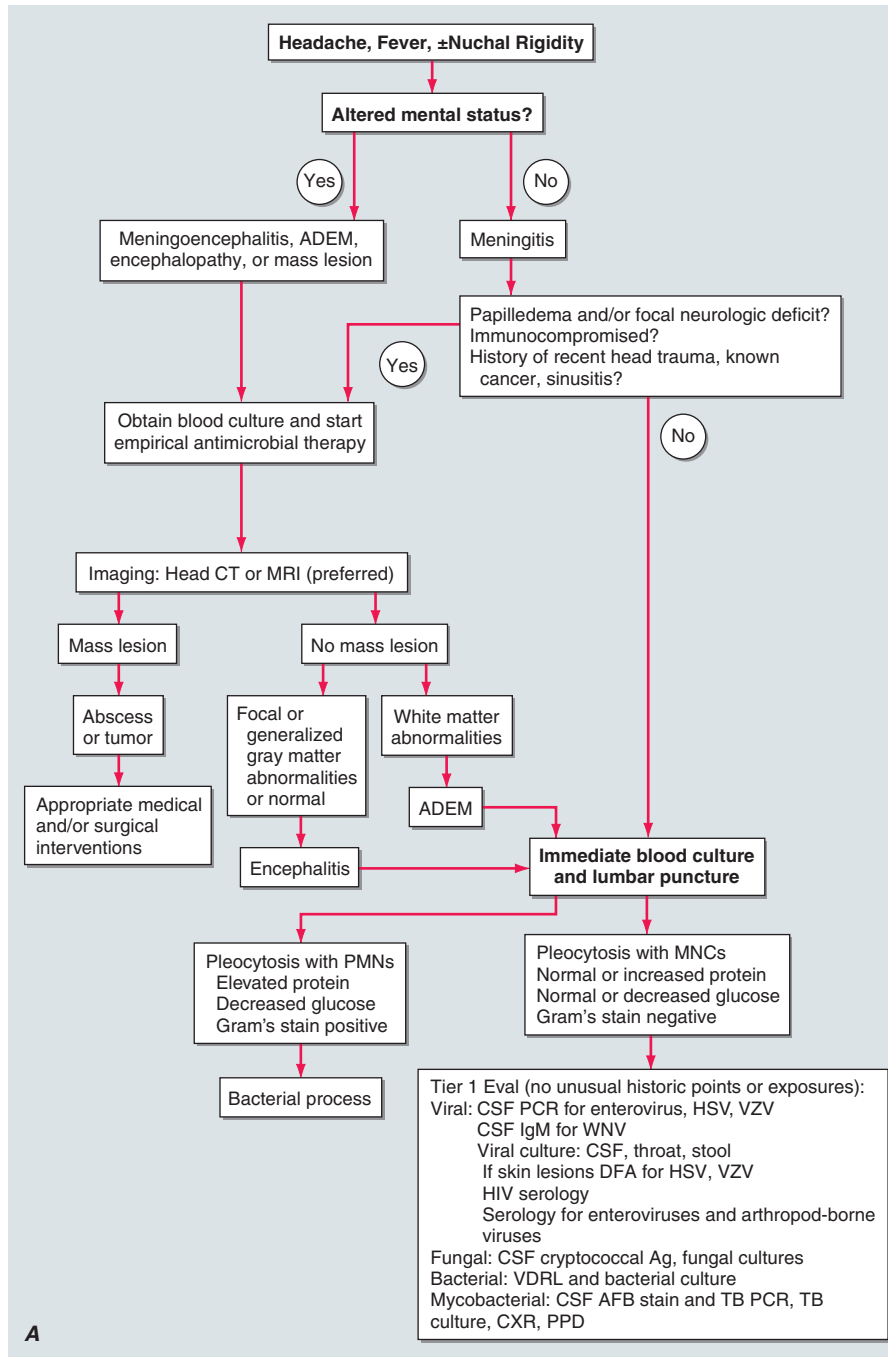 Headache, Fever, ±Nuchal Rigidity
Altered mental status?
Yes
No
Meningoencephalitis, ADEM,
encephalopathy, or mass lesion
Meningitis
Papilledema and/or focal neurologic deficit?
Immunocompromised?
History of recent head trauma, known
cancer, sinusitis?
Yes
No
Obtain blood culture and start
empirical antimicrobial therapy
Imaging: Head CT or MRI (preferred)
Mass lesion
No mass lesion
Abscess
or tumor
Focal or
generalized
gray matter
abnormalities
or normal
White matter
abnormalities
Appropriate medical
and/or surgical
interventions
ADEM
Encephalitis
Immediate blood culture
and lumbar puncture
Pleocytosis with PMNs
Elevated protein
Decreased glucose
Gram's stain positive
Pleocytosis with MNCs
Normal or increased protein
Normal or decreased glucose
Gram's stain negative
Bacterial process
Tier 1 Eval (no unusual historic points or exposures):
Viral: CSF PCR for enterovirus, HSV, VZV
CSF IgM for WNV
Viral culture: CSF, throat, stool
If skin lesions DFA for HSV, VZV
HIV serology
Serology for enteroviruses and arthropod-borne
viruses
Fungal: CSF cryptococcal Ag, fungal cultures
Bacterial: VDRL and bacterial culture
Mycobacterial: CSF AFB stain and TB PCR, TB
culture, CXR, PPD
A